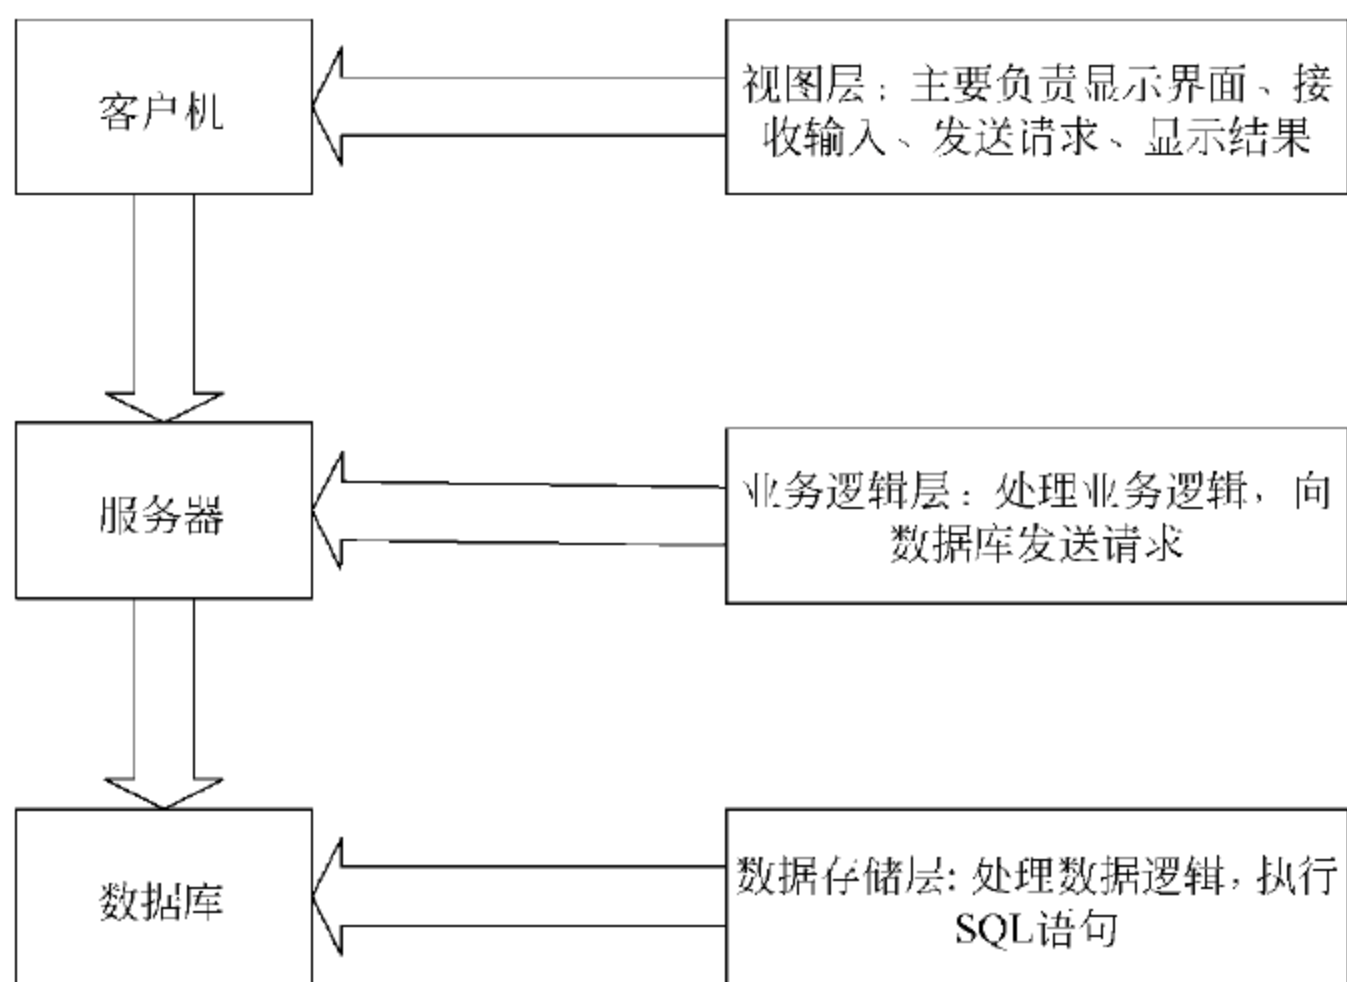 客户机
视图层：主要负责显示界面、接
收输入、发送请求、显示结果
服务器
业务逻辑层：处理业务逻辑，向
数据库发送请求
数据库
数据存储层:处理数据逻辑，执行
SQL语句